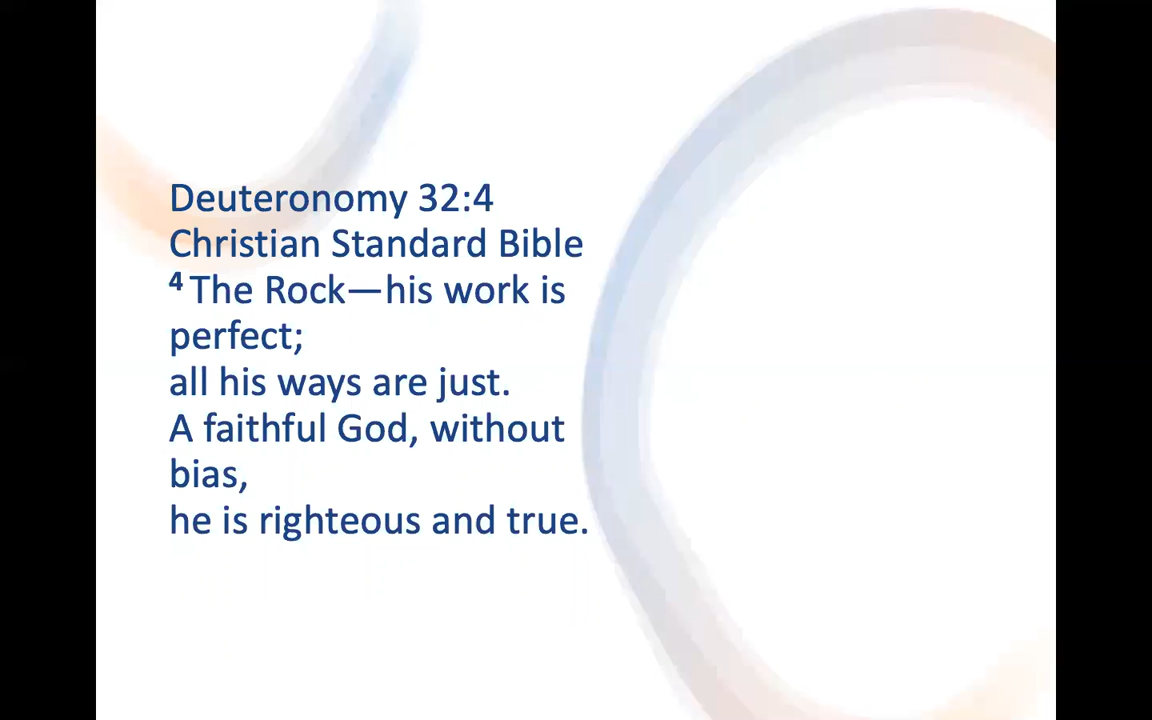 Deuteronomy 32:4
Christian Standard Bible
4 The Rock—his work is
perfect;
all his ways are just.
A faithful God, without
bias,
he is righteous and true.